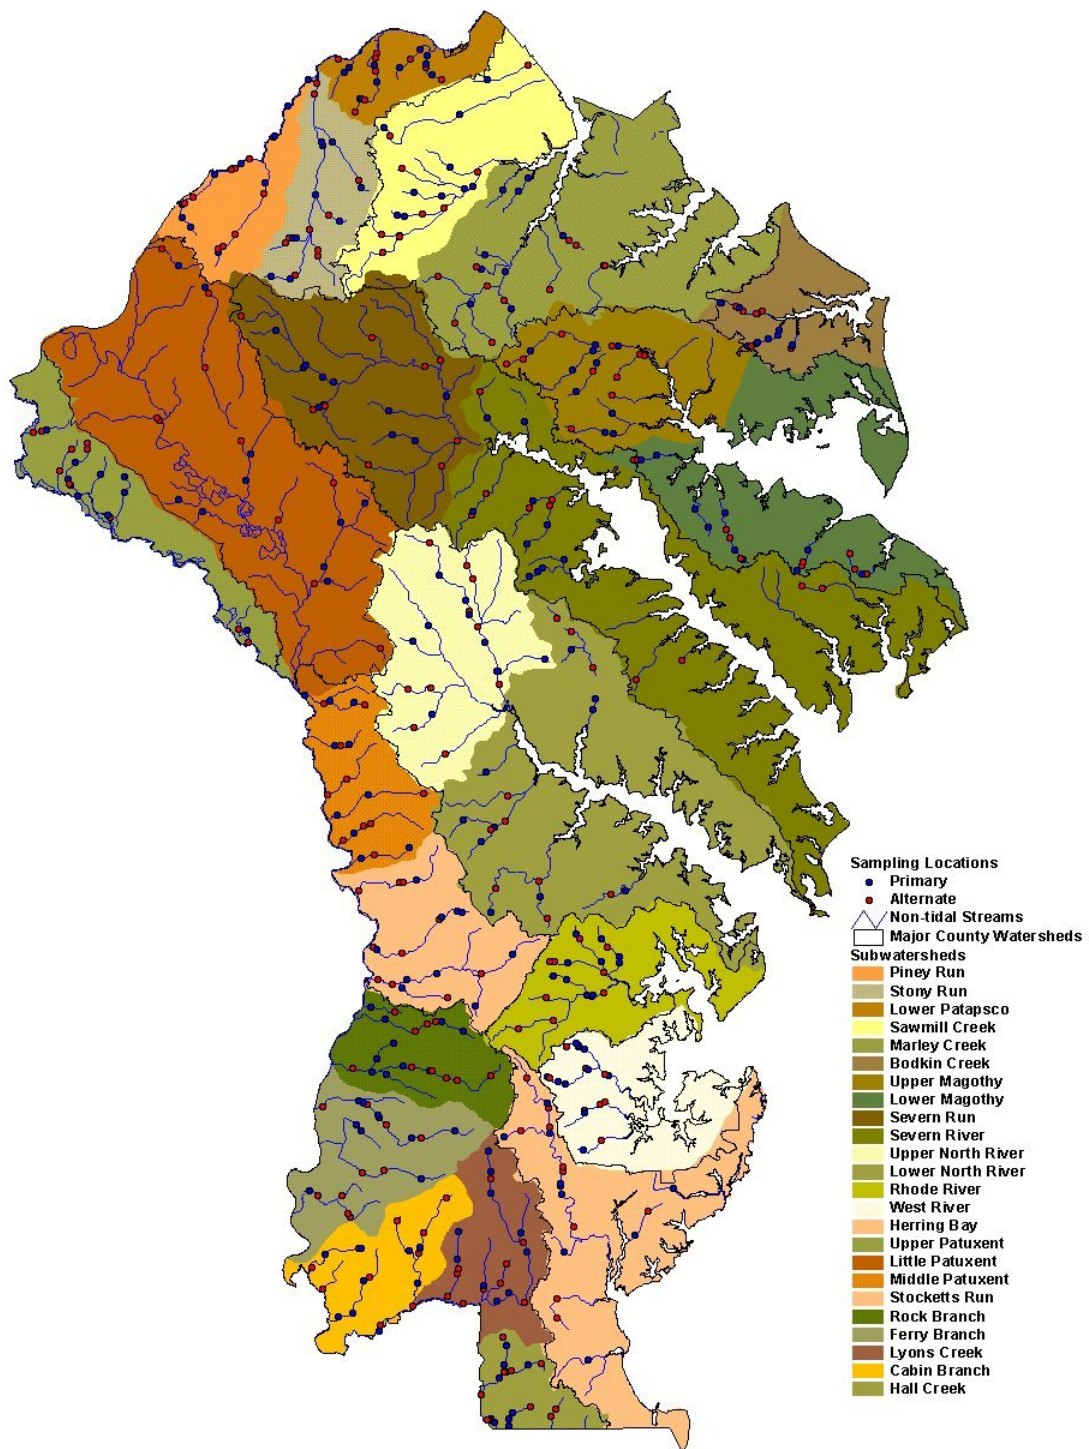 Sampling Locations
Primary
Alternate
Non-tidal Streams
Major County Watersheds
Subwatersheds
Piney Run
Stony Run
Lower Patapsco
Sawmill Creek
Marley Creek
Bodkin Creek
Upper Magothy
Lower Magothy
Severn Run
Severn River
Upper North River
Lower North River
Rhode River
West River
Herring Bay
Upper Patuxent
Little Patuxent
Middle Patuxent
Stocketts Run
Rock Branch
Ferry Branch
Lyons Creek
Cabin Branch
Hall Creek